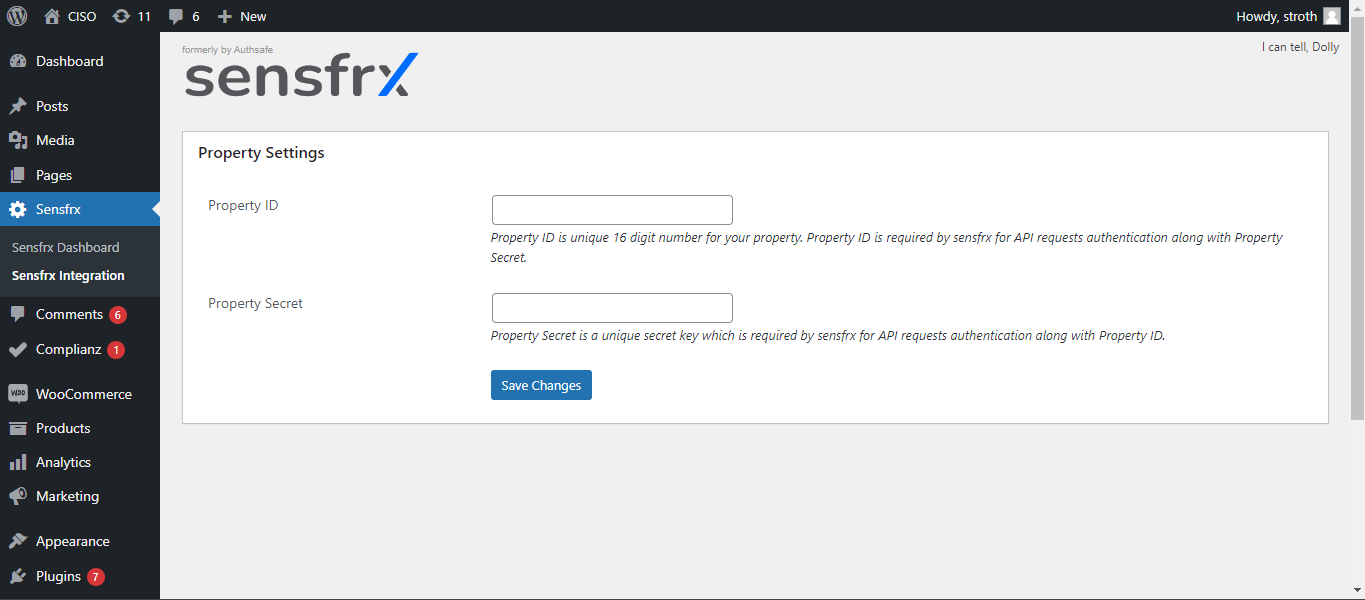 CISO 11 6 New Howdy, stroth
I can tell, Dolly
Dashboard
Posts
Media
Pages
Sensfrx
Sensfrx Dashboard
Sensfrx Integration
Comments 6
Complianz 1
WOO WooCommerce
Products
Analytics
Marketing
Appearance
Plugins 7
formerly by Authsafe
sensfrx
Property Settings
Property ID
Property ID is unique 16 digit number for your property. Property ID is required by sensfrx for API requests authentication along with Property
Secret.
Property Secret
Property Secret is a unique secret key which is required by sensfrx for API requests authentication along with Property ID.
Save Changes